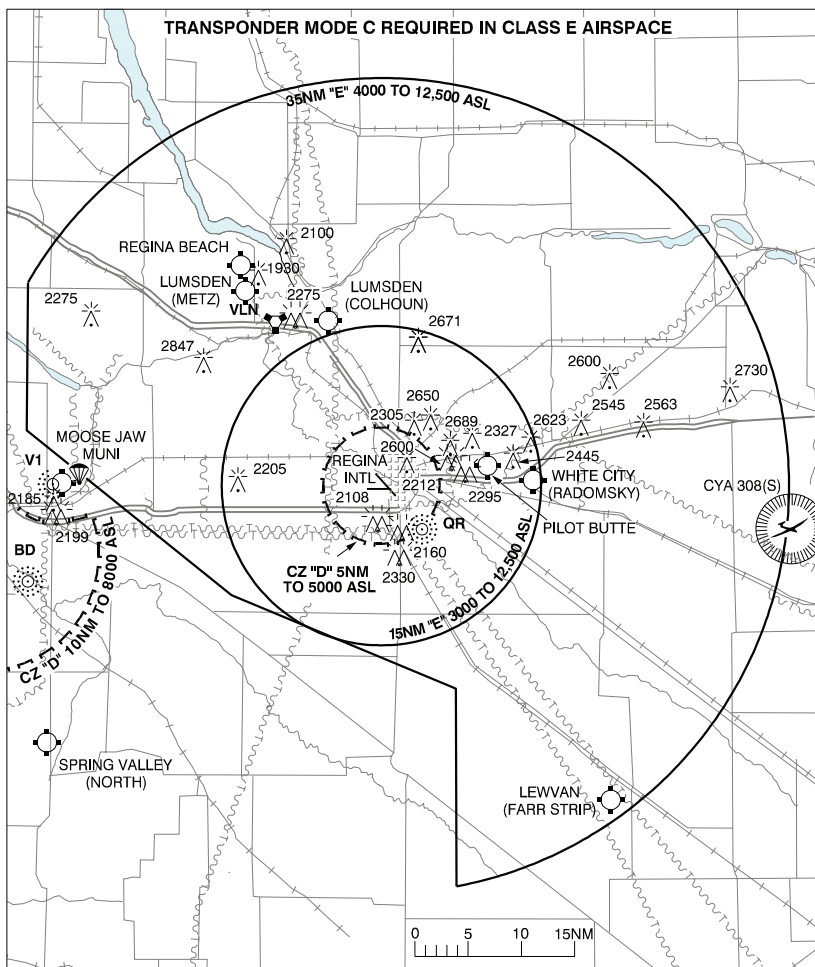 TRANSPONDER MODE C REQUIRED IN CLASS E AIRSPACE
35NM "E" 4000 TO 12,500 ASL
2100
REGINA BEACH
1930
LUMSDEN
(METZ)
2275
LUMSDEN
(COLHOUN)
VLN
2275
2671
2847
2600
2730
2650
2305
2689
2327
2623
2545
2563
MOOSE JAW
MUNI
V1
2600
2445
REGINA
INTL
2205
2212
2295
WHITE CITY
(RADOMSKY)
CYA 308(S)
2185
2108
PILOT BUTTE
QR
2199
2160
BD
2330
CZ "D" 5NM
TO 5000 ASL
15NM "E" 3000 TO 12,500 ASL
CZ "D" 10NM TO 8000 ASL
SPRING VALLEY
(NORTH)
LEWVAN
(FARR STRIP)
0 5 10 15NM